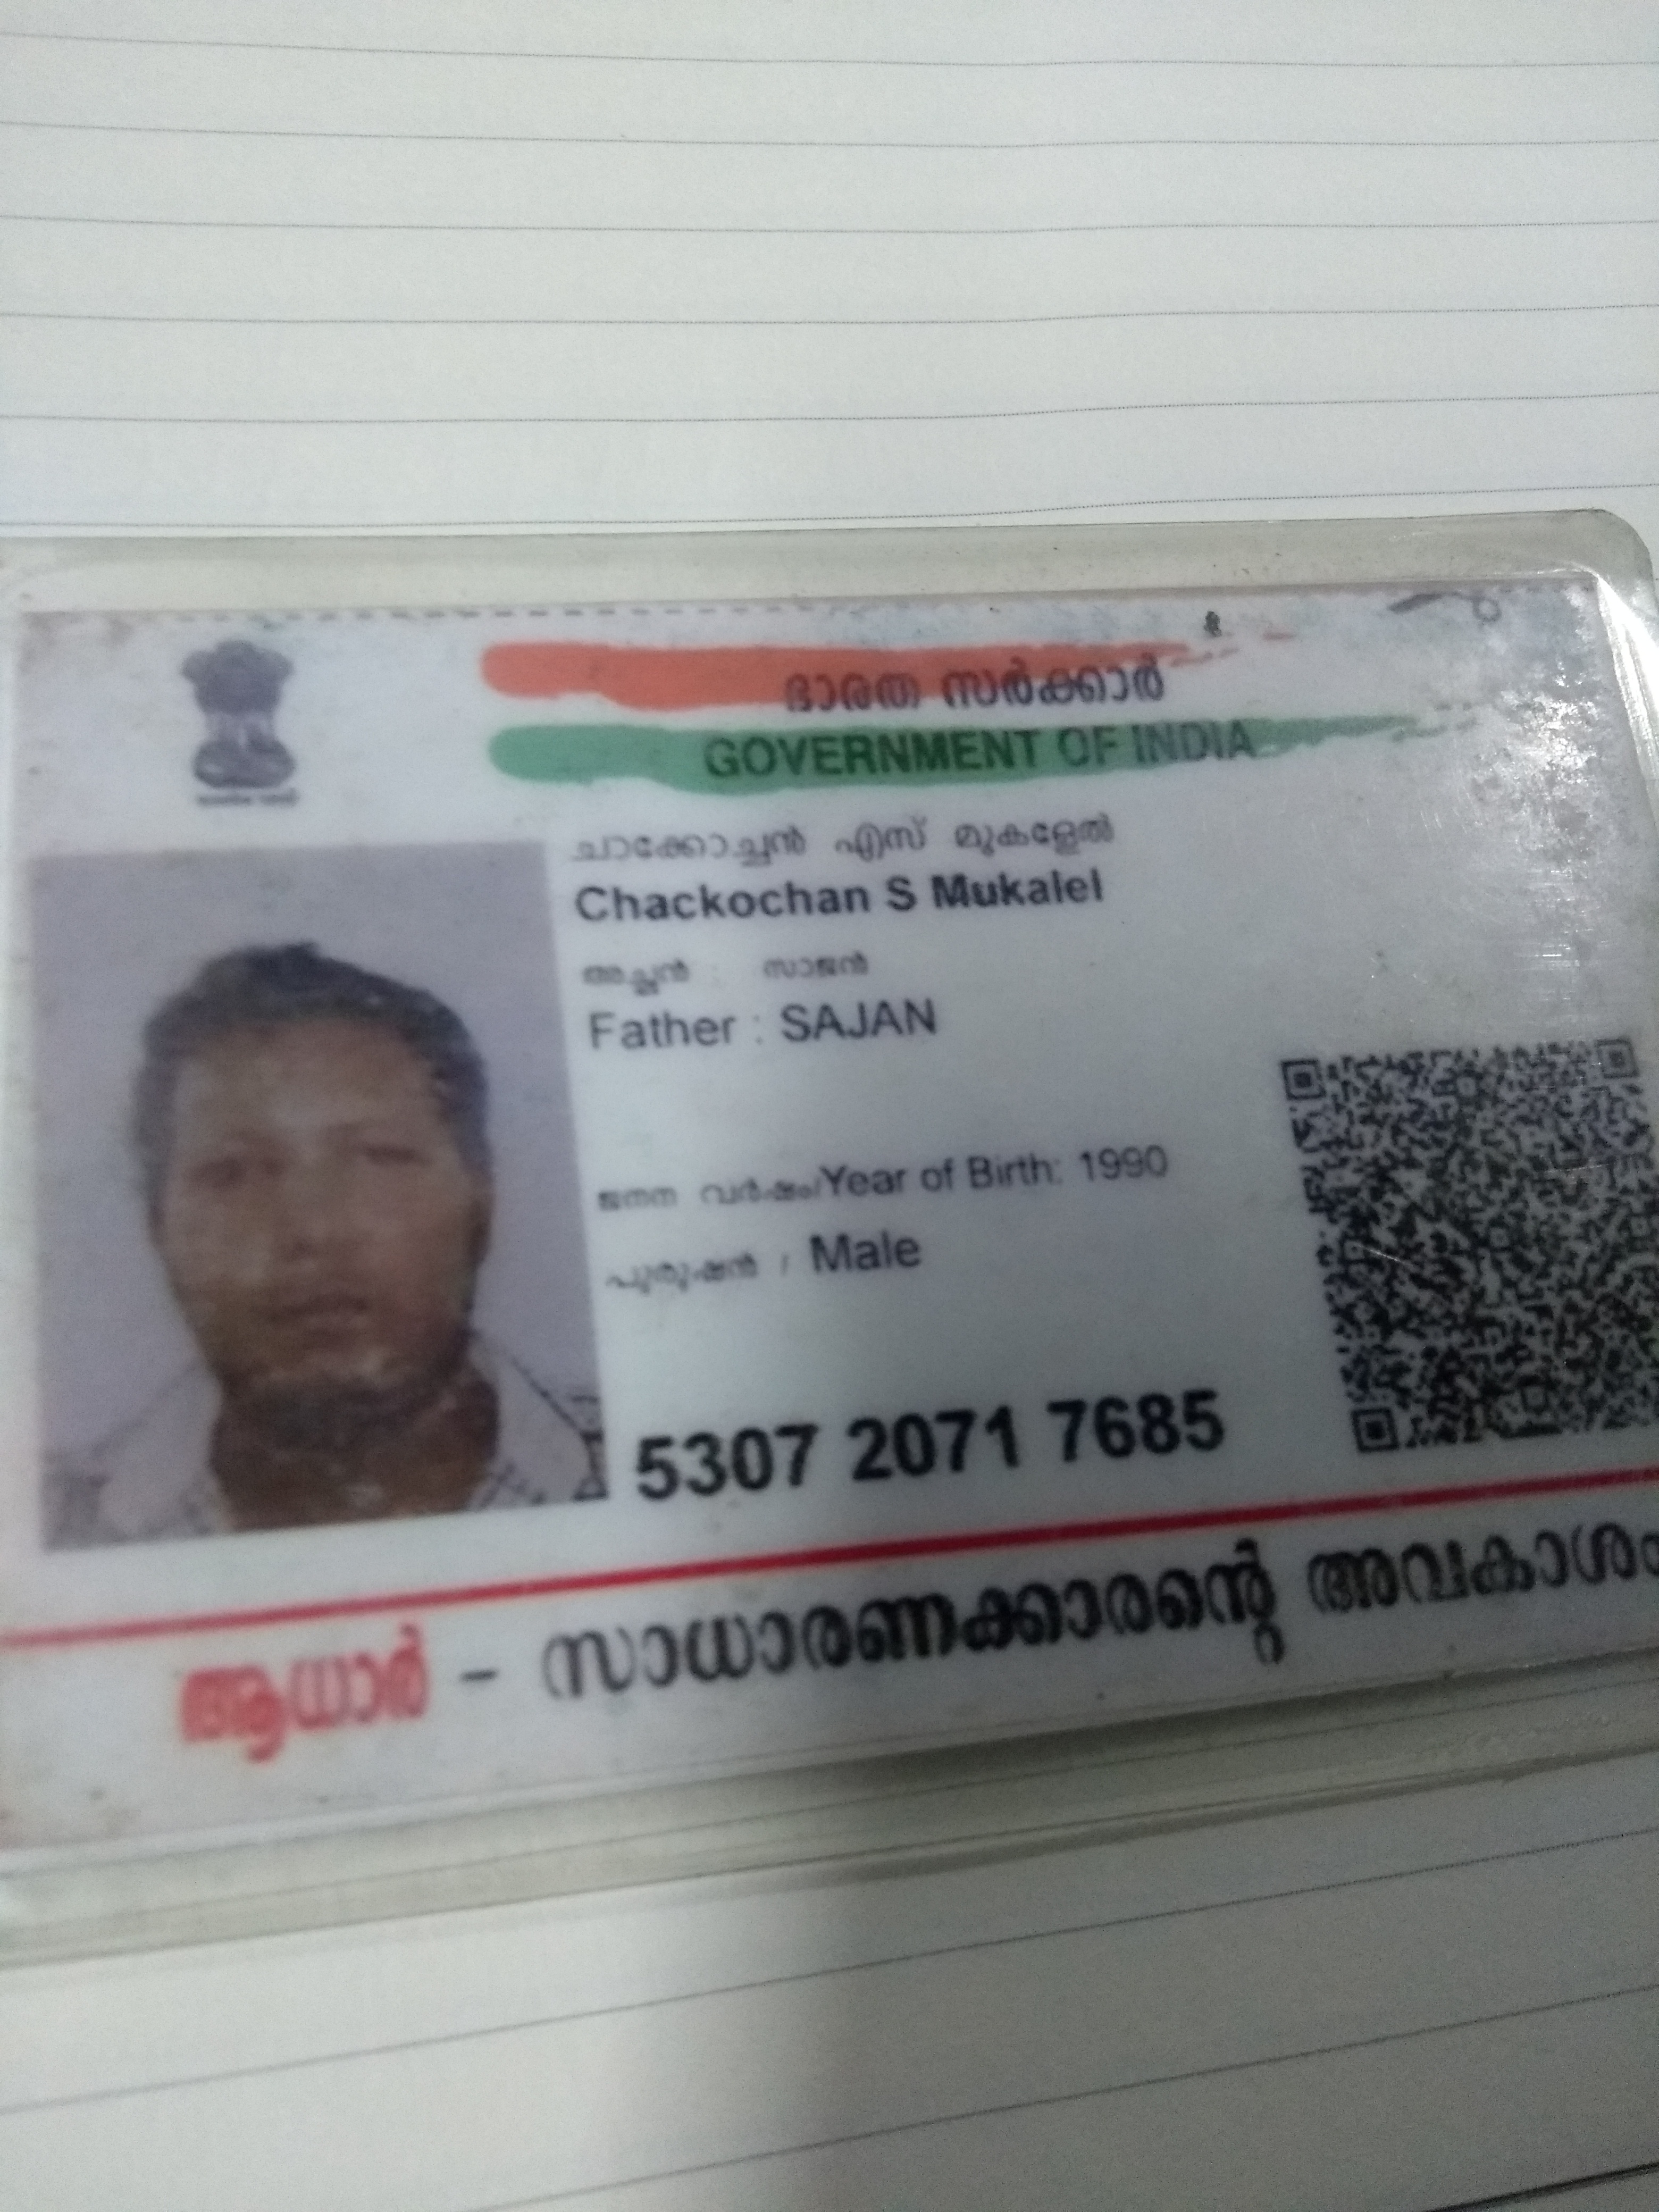 ഭാരത സർക്കാർ
GOVERNMENT OF INDIA
ചാക്കോച്ചൻ എസ് മുകളേൽ
Chackochan S Mukalel
അച്ഛൻ : സാജൻ
Father : SAJAN
ജനന വർഷം/Year of Birth: 1990
പുരുഷൻ / Male
5307 2071 7685
ആധാർ – സാധാരണക്കാരന്റെ അവകാശം